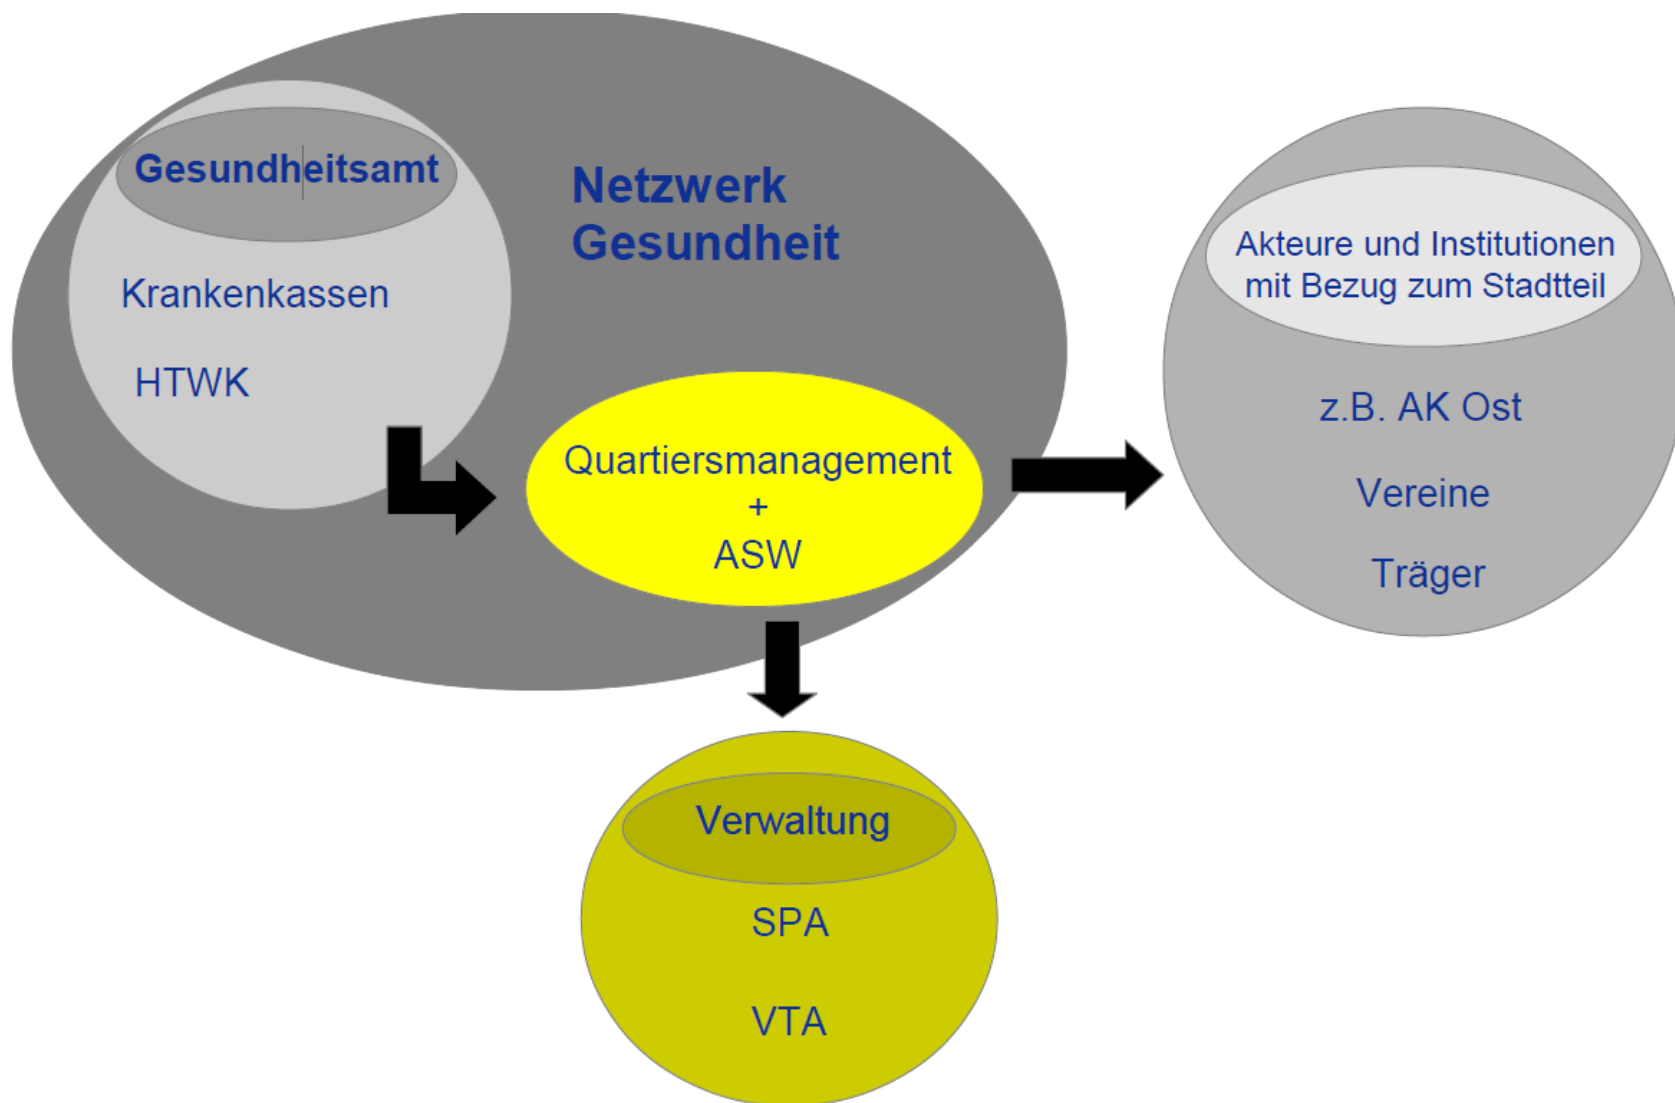 Gesundheitsamt
Krankenkassen
HTWK
Netzwerk
Gesundheit
Quartiersmanagement
+
ASW
Akteure und Institutionen
mit Bezug zum Stadtteil
z.B. AK Ost
Vereine
Träger
Verwaltung
SPA
VTA